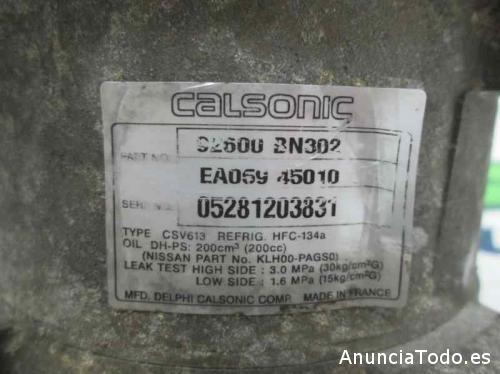 CALSONIC
PART NO. 92600 BN302
EA059 45010
SERI NO. 05281203831
TYPE CSV613 REFRIG. HFC-134a
OIL DH-PS: 200cm³ (200cc)
(NISSAN PART No. KLH00-PAGS0)
LEAK TEST HIGH SIDE : 3.0 MPa (30kg/cm²G)
LOW SIDE : 1.6 MPa (15kg/cm²G)
MFD. DELPHI CALSONIC COMP. MADE IN FRANCE
AnunciaTodo.es